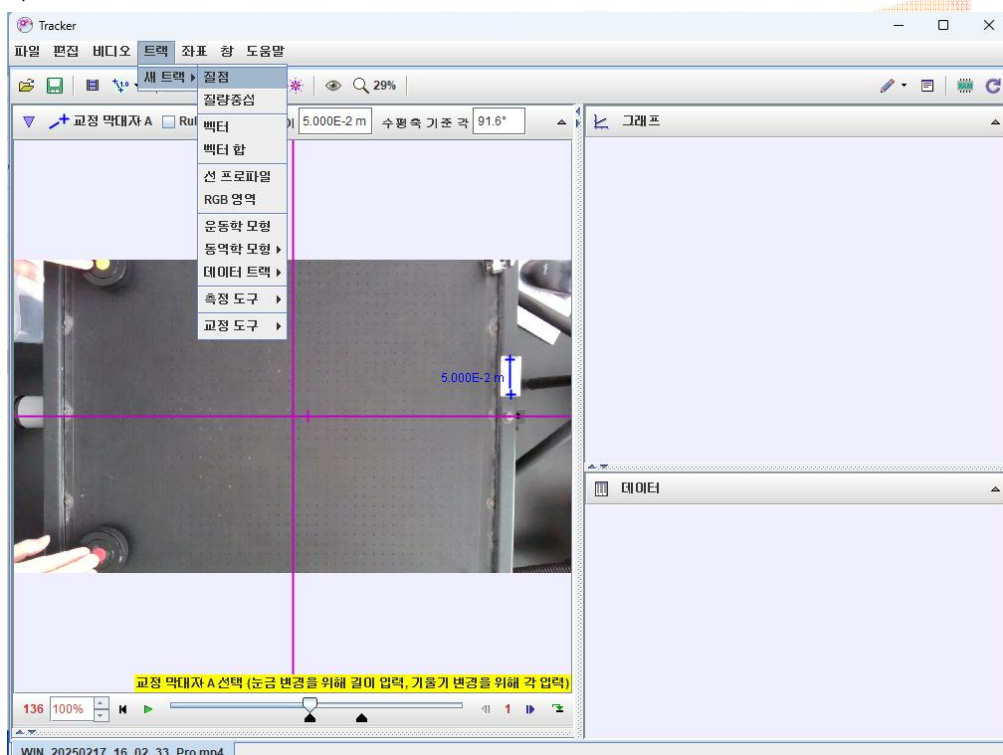 Tracker
파일 편집 비디오 트랙 좌표 창 도움말
새 트랙 질점
29%
질량중심
교정 막대자 A
5.000E-2 m 수평축 기준 각 91.6°
그래프
벡터
벡터 합
선 프로파일
RGB 영역
운동학 모형
동역학 모형
데이터 트랙
측정 도구
교정 도구
5.000E-2 m
데이터
교정 막대자 A 선택 (눈금 변경을 위해 길이 입력, 기울기 변경을 위해 각 입력)
136 100% 1
WIN_20250217_16_02_33_Pro.mp4